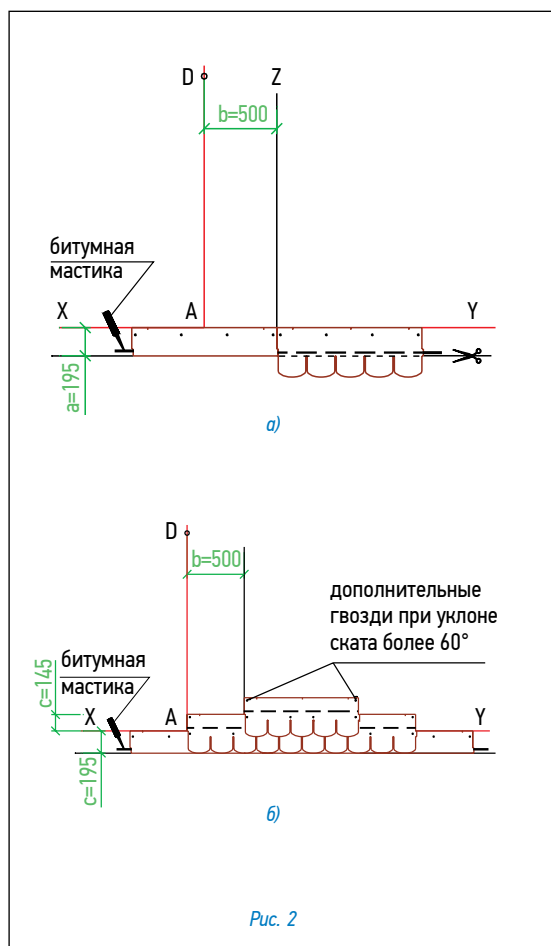 D
Z
b=500
битумная
мастика
X
A
Y
a=195
а)
D
b=500
дополнительные
гвозди при уклоне
ската более 60°
c=145
битумная
мастика
X
A
Y
c=195
б)
Рис. 2